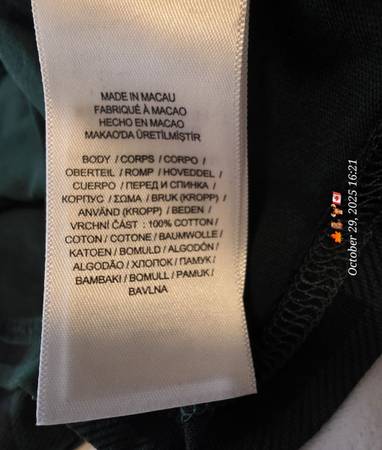 MADE IN MACAU
FABRIQUÉ À MACAO
HECHO EN MACAO
MAKAO'DA ÜRETİLMİŞTİR
BODY / CORPS / CORPO /
OBERTEIL / ROMP / HOVEDDEL /
CUERPO / ПЕРЕД И СПИНКА /
КОРПУС / ΣΩΜΑ / BRUK (KROPP) /
ANVÄND (KROPP) / BEDEN /
VRCHNÍ ČÁST : 100% COTTON /
COTON / COTONE / BAUMWOLLE /
KATOEN / BOMULD / ALGODÓN /
ALGODÃO / ХЛОПОК / ПАМУК /
BAMBAKI / BOMULL / PAMUK /
BAVLNA
October 29, 2025 16:21